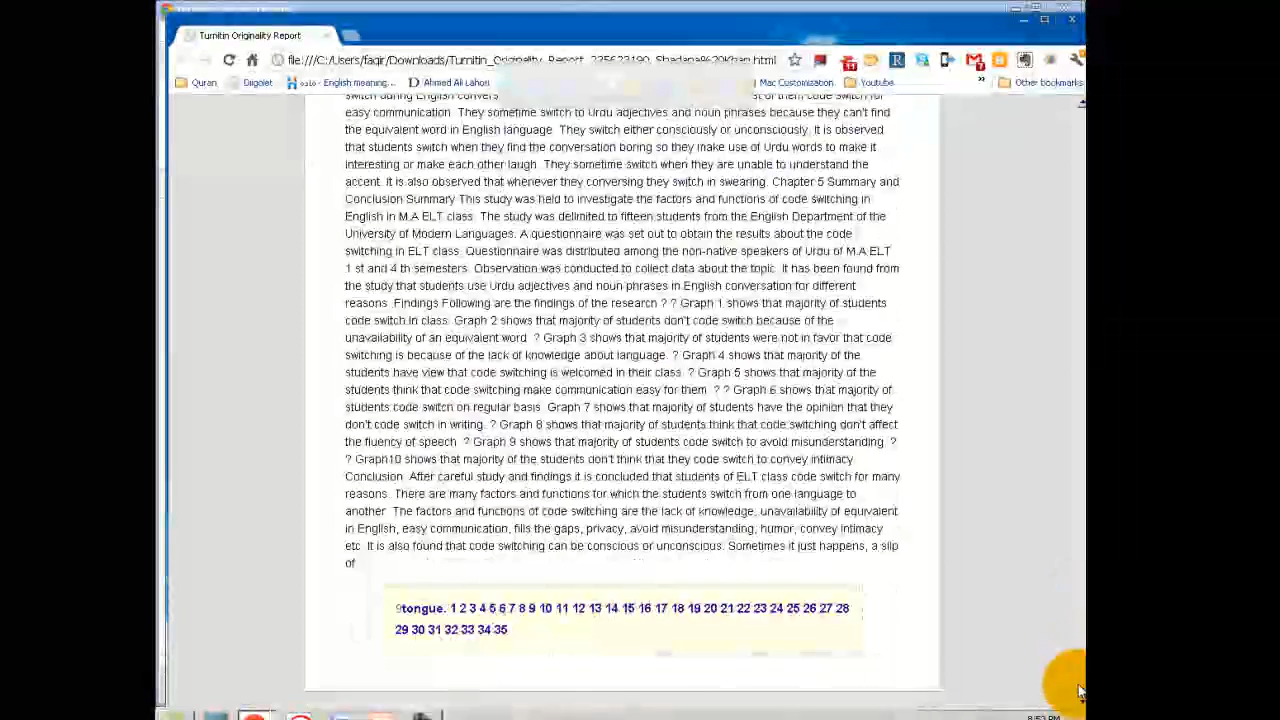 Turnitin Originality Report
file:///C:/Users/faqir/Downloads/Turnitin_Originality_Report_225623190_Shadana%20Khan.html
Quran
- English meaning...
Ahmed Ali Lahori
Mac Customization
Youtube
»
Other bookmarks
switch during English
easy communication. They sometime switch to Urdu adjectives and noun phrases because they can't find
the equivalent word in English language. They switch either consciously or unconsciously. It is observed
that students switch when they find the conversation boring so they make use of Urdu words to make it
interesting or make each other laugh. They sometime switch when they are unable to understand the
accent. It is also observed that whenever they conversing they switch in swearing. Chapter 5 Summary and
Conclusion Summary This study was held to investigate the factors and functions of code switching in
English in M.A ELT class. The study was delimited to fifteen students from the English Department of the
University of Modern Languages. A questionnaire was set out to obtain the results about the code
switching in ELT class. Questionnaire was distributed among the non-native speakers of Urdu of M.A ELT
1 st and 4 th semesters. Observation was conducted to collect data about the topic. It has been found from
the study that students use Urdu adjectives and noun phrases in English conversation for different
reasons. Findings Following are the findings of the research ? ? Graph 1 shows that majority of students
code switch in class. Graph 2 shows that majority of students don't code switch because of the
unavailability of an equivalent word. ? Graph 3 shows that majority of students were not in favor that code
switching is because of the lack of knowledge about language. ? Graph 4 shows that majority of the
students have view that code switching is welcomed in their class. ? Graph 5 shows that majority of the
students think that code switching make communication easy for them. ? ? Graph 6 shows that majority of
students code switch on regular basis. Graph 7 shows that majority of students have the opinion that they
don't code switch in writing. ? Graph 8 shows that majority of students think that code switching don't affect
the fluency of speech. ? Graph 9 shows that majority of students code switch to avoid misunderstanding. ?
? Graph10 shows that majority of the students don't think that they code switch to convey intimacy
Conclusion After careful study and findings it is concluded that students of ELT class code switch for many
reasons. There are many factors and functions for which the students switch from one language to
another. The factors and functions of code switching are the lack of knowledge, unavailability of equivalent
in English, easy communication, fills the gaps, privacy, avoid misunderstanding, humor, convey intimacy
etc. It is also found that code switching can be conscious or unconscious. Sometimes it just happens, a slip
of
9tongue. 1 2 3 4 5 6 7 8 9 10 11 12 13 14 15 16 17 18 19 20 21 22 23 24 25 26 27 28
29 30 31 32 33 34 35